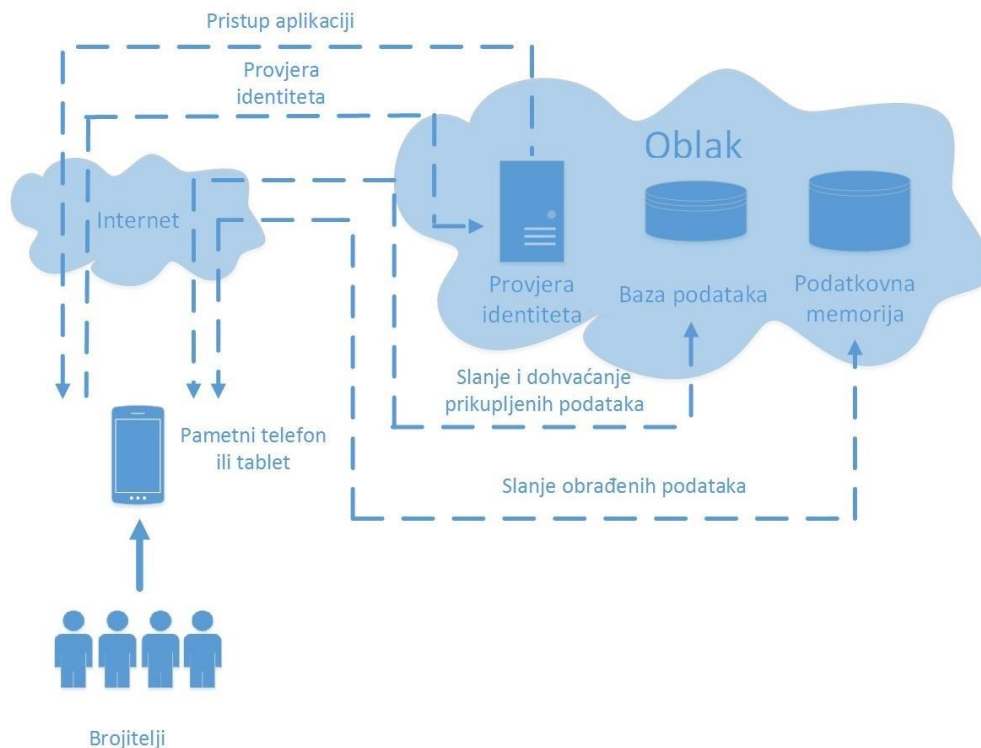 Pristup aplikaciji
Provjera
identiteta
Oblak
Internet
Provjera
identiteta
Baza podataka
Podatkovna
memorija
Slanje i dohvaćanje
prikupljenih podataka
Pametni telefon
ili tablet
Slanje obrađenih podataka
Brojitelji